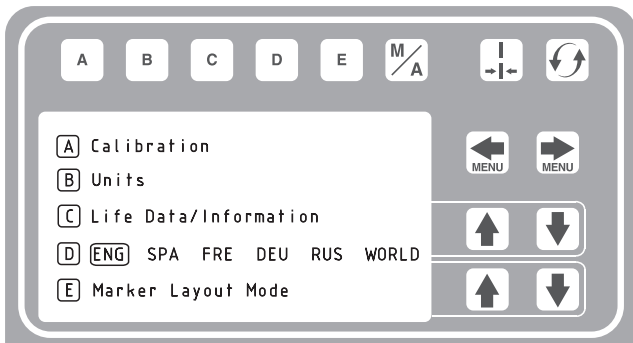 A B C D E M/A
A Calibration
MENU MENU
B Units
C Life Data/Information
D ENG SPA FRE DEU RUS WORLD
E Marker Layout Mode